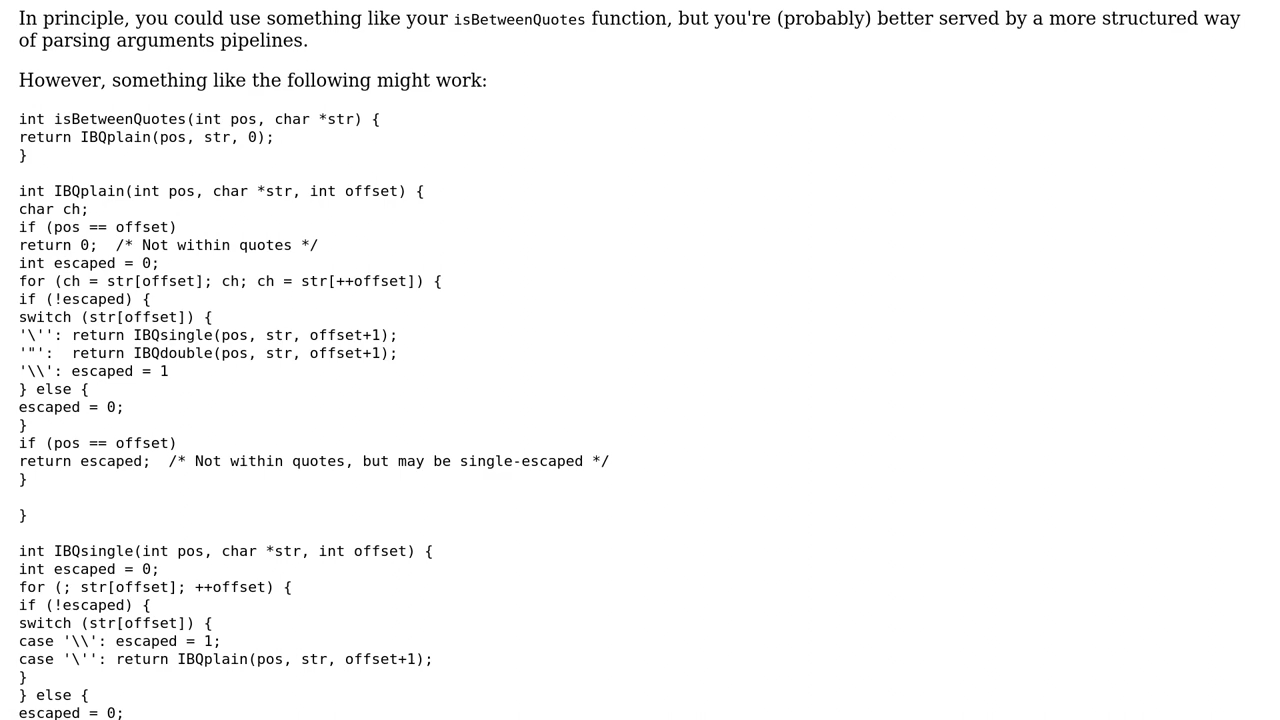 In principle, you could use something like your isBetweenQuotes function, but you're (probably) better served by a more structured way
of parsing arguments pipelines.
However, something like the following might work:
int isBetweenQuotes(int pos, char *str) {
return IBQplain(pos, str, 0);
}
int IBQplain(int pos, char *str, int offset) {
char ch;
if (pos == offset)
return 0;  /* Not within quotes */
int escaped = 0;
for (ch = str[offset]; ch; ch = str[++offset]) {
if (!escaped) {
switch (str[offset]) {
'\'': return IBQsingle(pos, str, offset+1);
'"':  return IBQdouble(pos, str, offset+1);
'\\': escaped = 1
} else {
escaped = 0;
}
if (pos == offset)
return escaped;  /* Not within quotes, but may be single-escaped */
}
}
int IBQsingle(int pos, char *str, int offset) {
int escaped = 0;
for (; str[offset]; ++offset) {
if (!escaped) {
switch (str[offset]) {
case '\\': escaped = 1;
case '\'': return IBQplain(pos, str, offset+1);
}
} else {
escaped = 0;